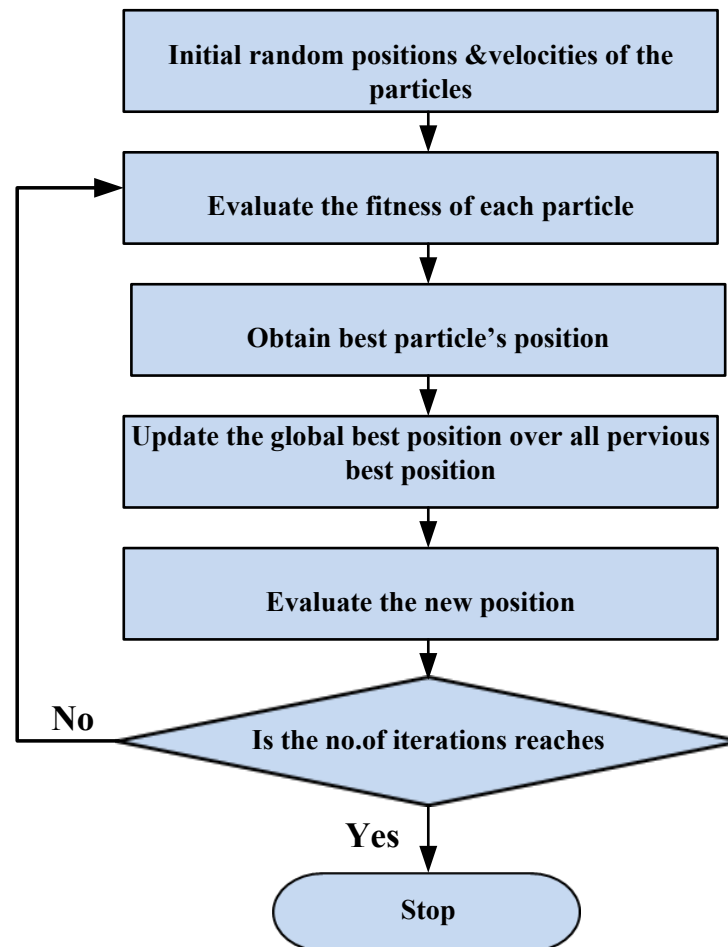 Initial random positions &velocities of the
particles
Evaluate the fitness of each particle
Obtain best particle’s position
Update the global best position over all pervious
best position
Evaluate the new position
Is the no.of iterations reaches
No
Yes
Stop